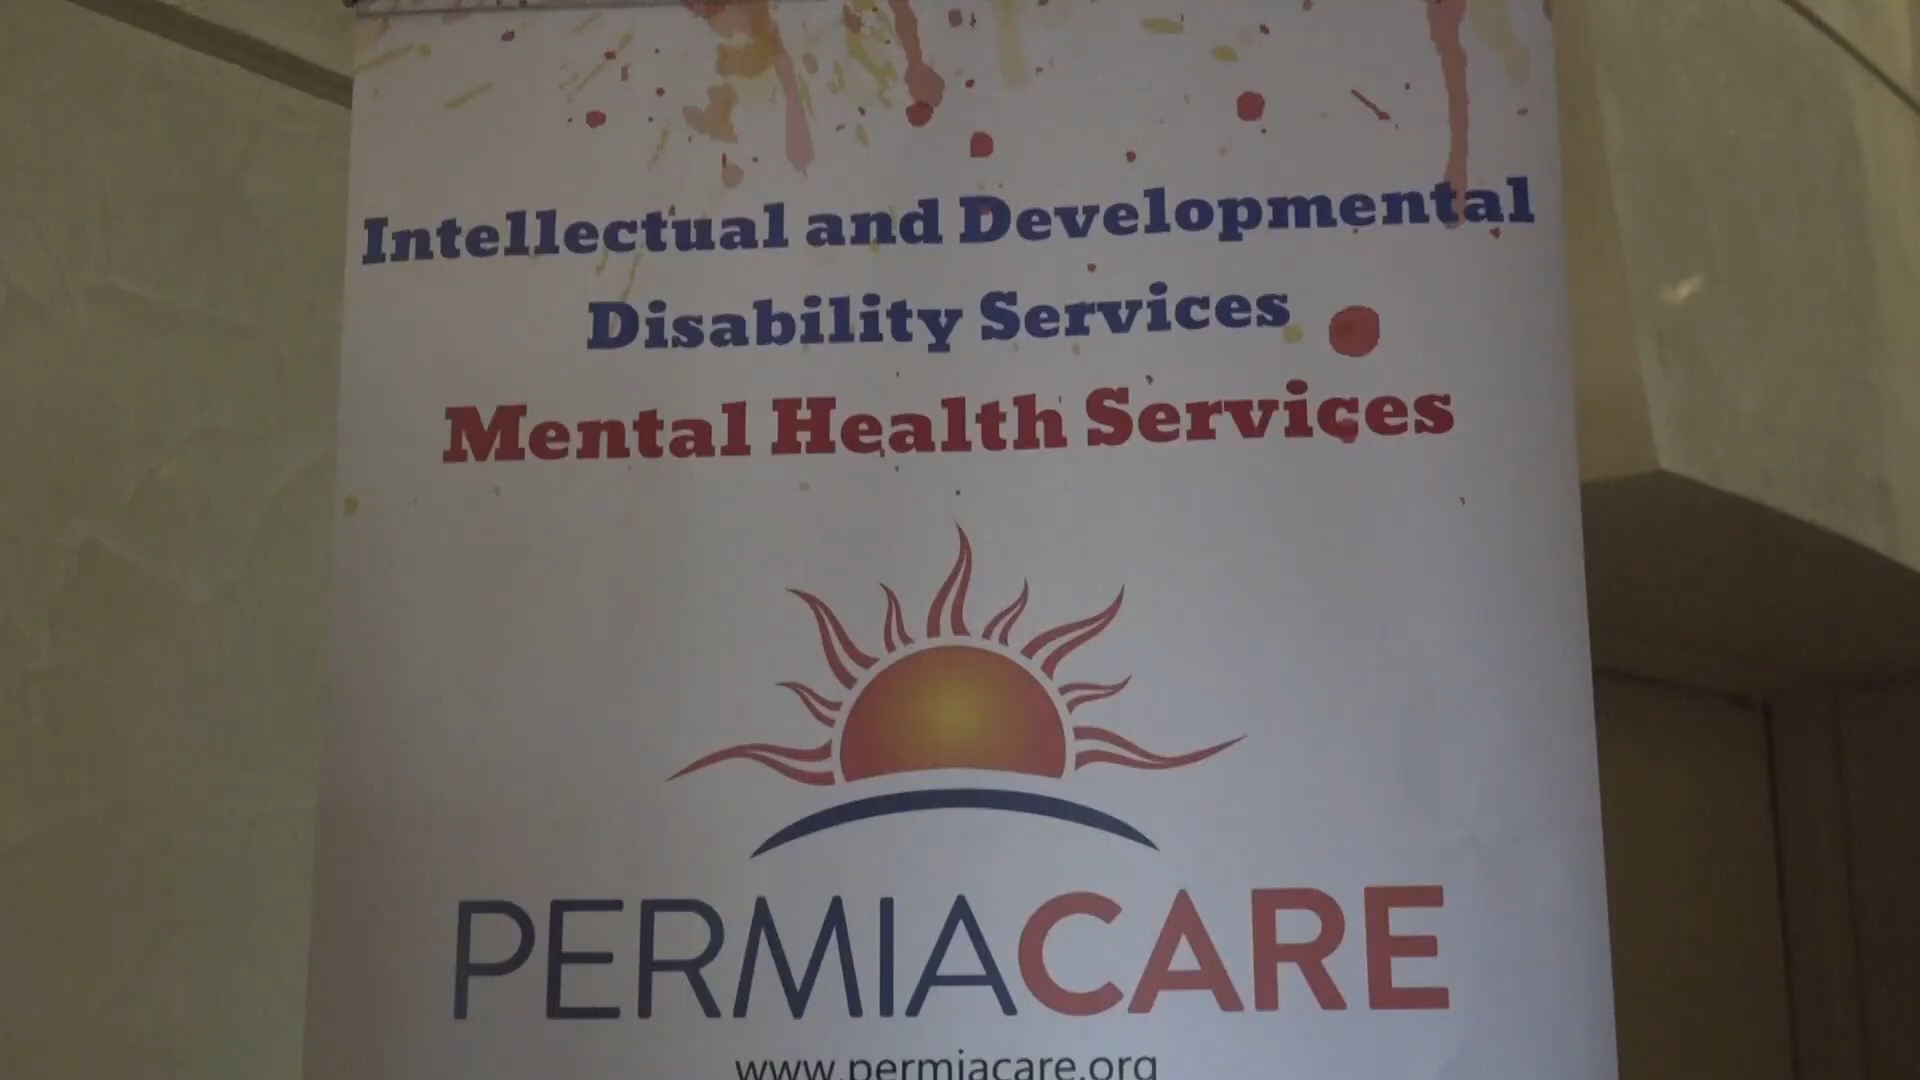 Intellectual and Developmental
Disability Services
Mental Health Services
PERMIACARE
www.permiacare.org